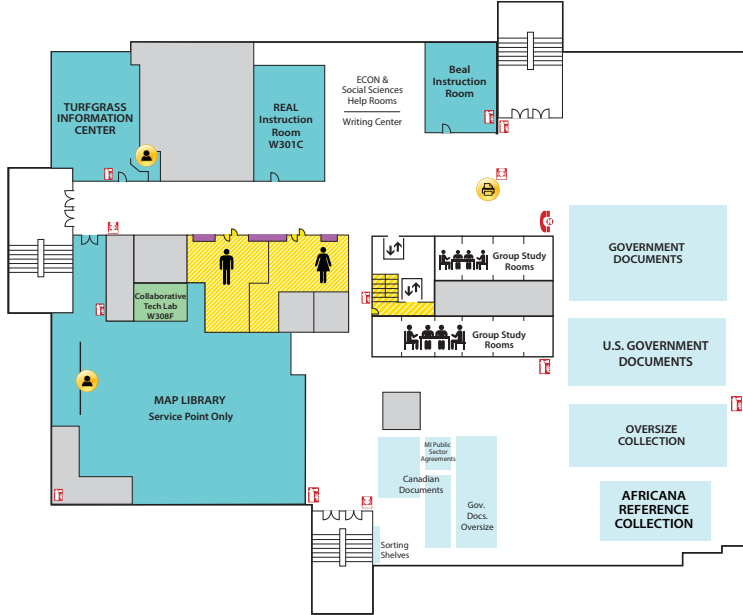 TURFGRASS
INFORMATION
CENTER
REAL
Instruction
Room
W301C
ECON &
Social Sciences
Help Rooms
Writing Center
Beal
Instruction
Room
Group Study
Rooms
GOVERNMENT
DOCUMENTS
Collaborative
Tech Lab
W308F
Group Study
Rooms
U.S. GOVERNMENT
DOCUMENTS
MAP LIBRARY
Service Point Only
OVERSIZE
COLLECTION
MI Public
Sector
Agreements
Canadian
Documents
Gov.
Docs.
Oversize
AFRICANA
REFERENCE
COLLECTION
Sorting
Shelves